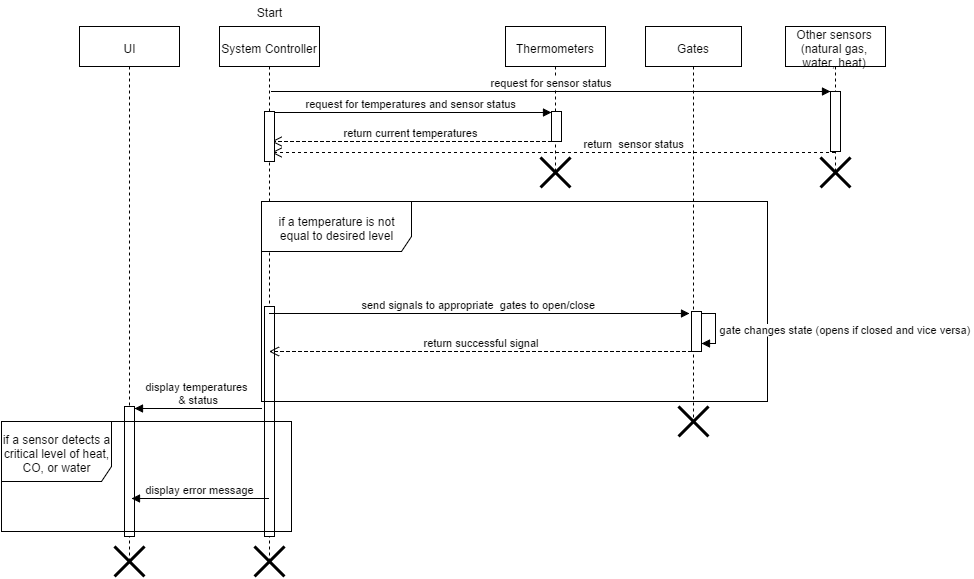 Start
UI
System Controller
Thermometers
Gates
Other sensors
(natural gas,
water, heat)
request for sensor status
request for temperatures and sensor status
return current temperatures
return  sensor status
if a temperature is not
equal to desired level
send signals to appropriate  gates to open/close
gate changes state (opens if closed and vice versa)
return successful signal
display temperatures
& status
if a sensor detects a
critical level of heat,
CO, or water
display error message